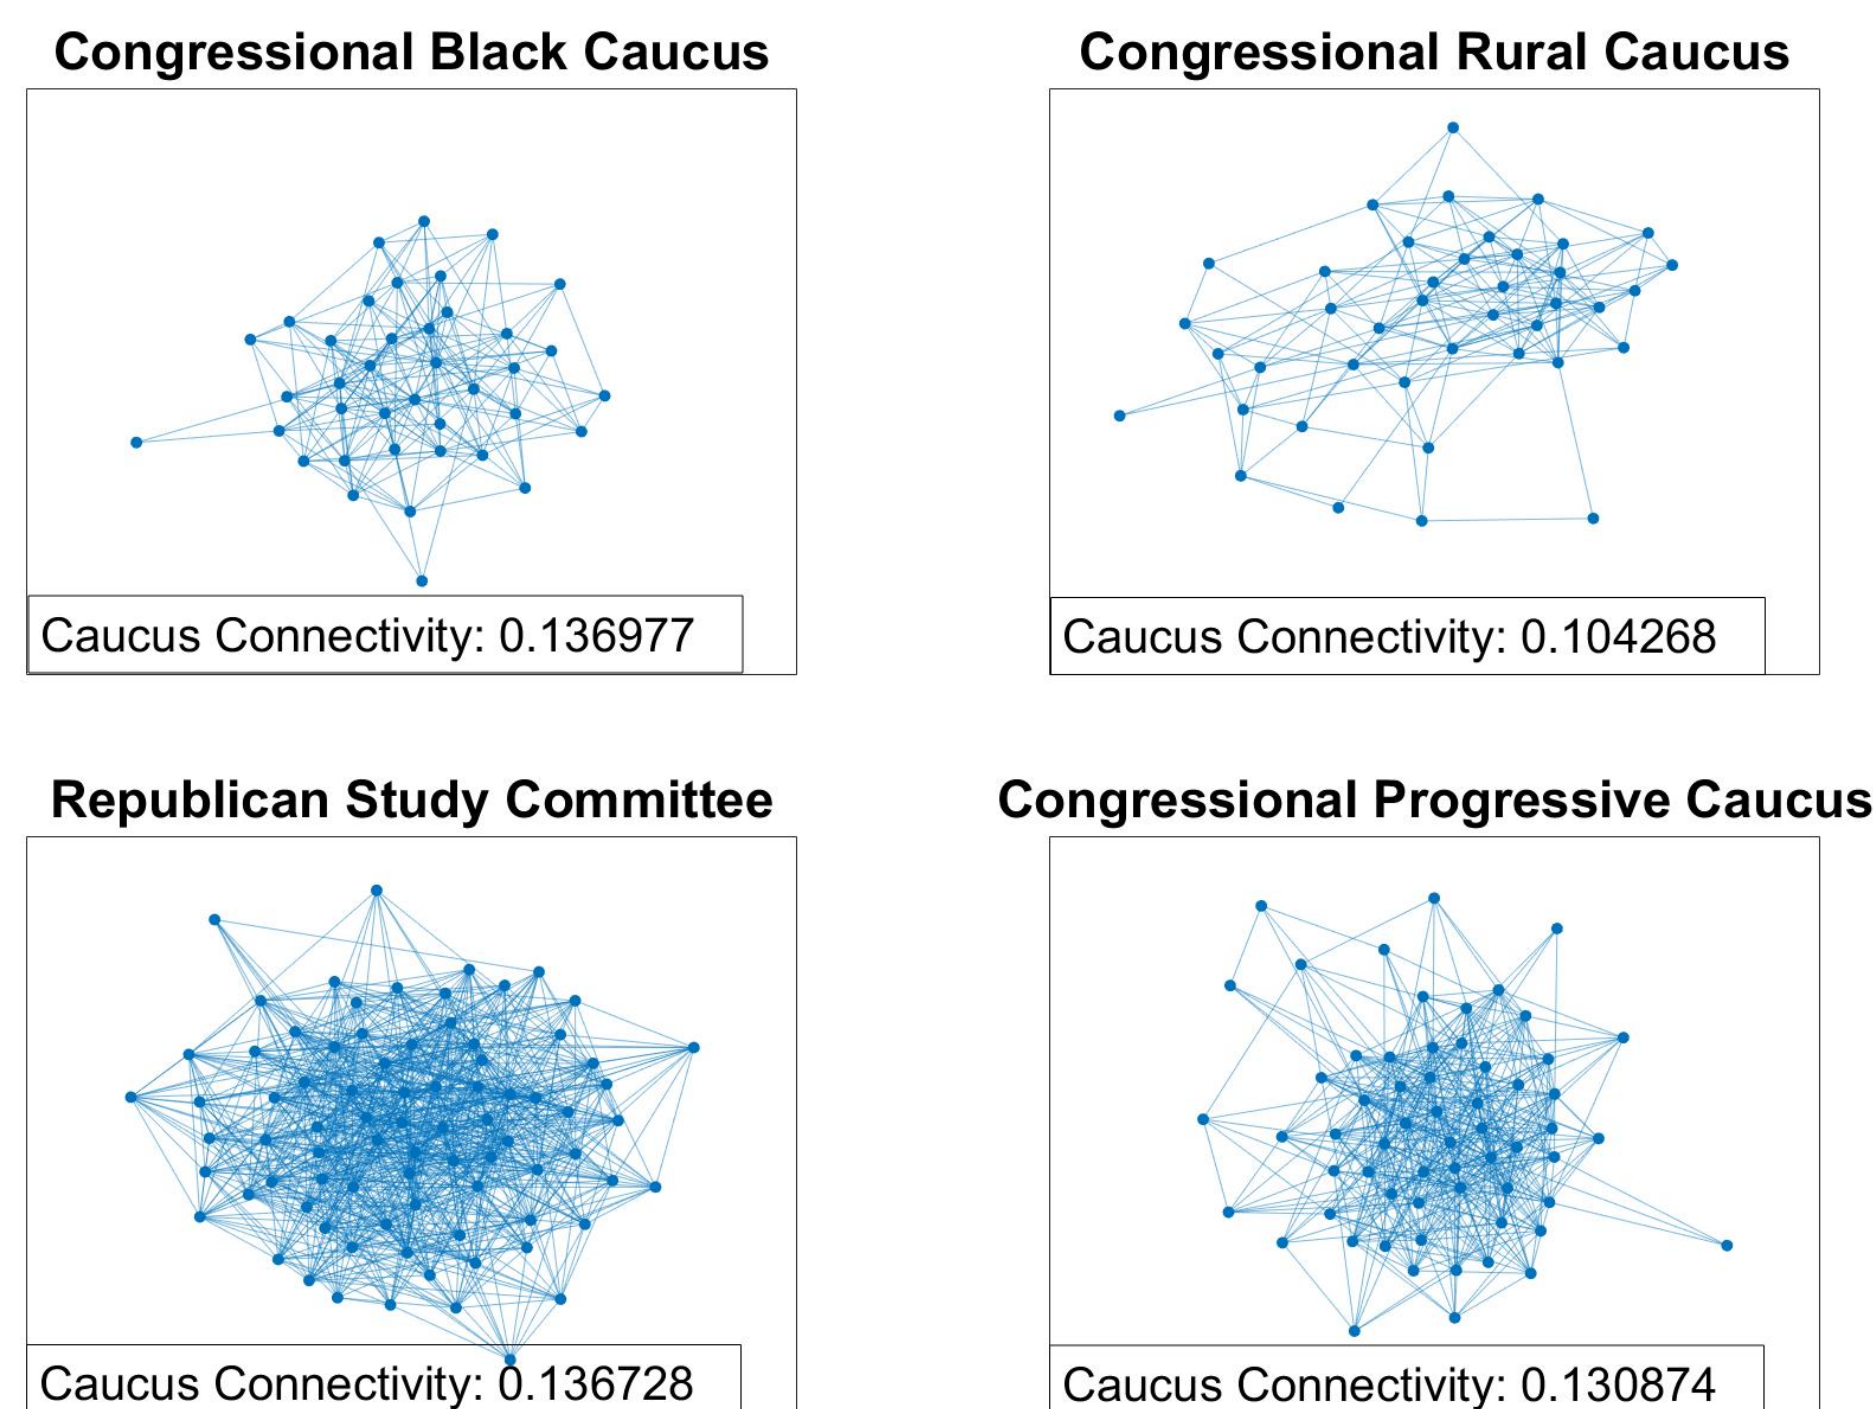 Congressional Black Caucus
Congressional Rural Caucus
Caucus Connectivity: 0.136977
Caucus Connectivity: 0.104268
Republican Study Committee
Congressional Progressive Caucus
Caucus Connectivity: 0.136728
Caucus Connectivity: 0.130874